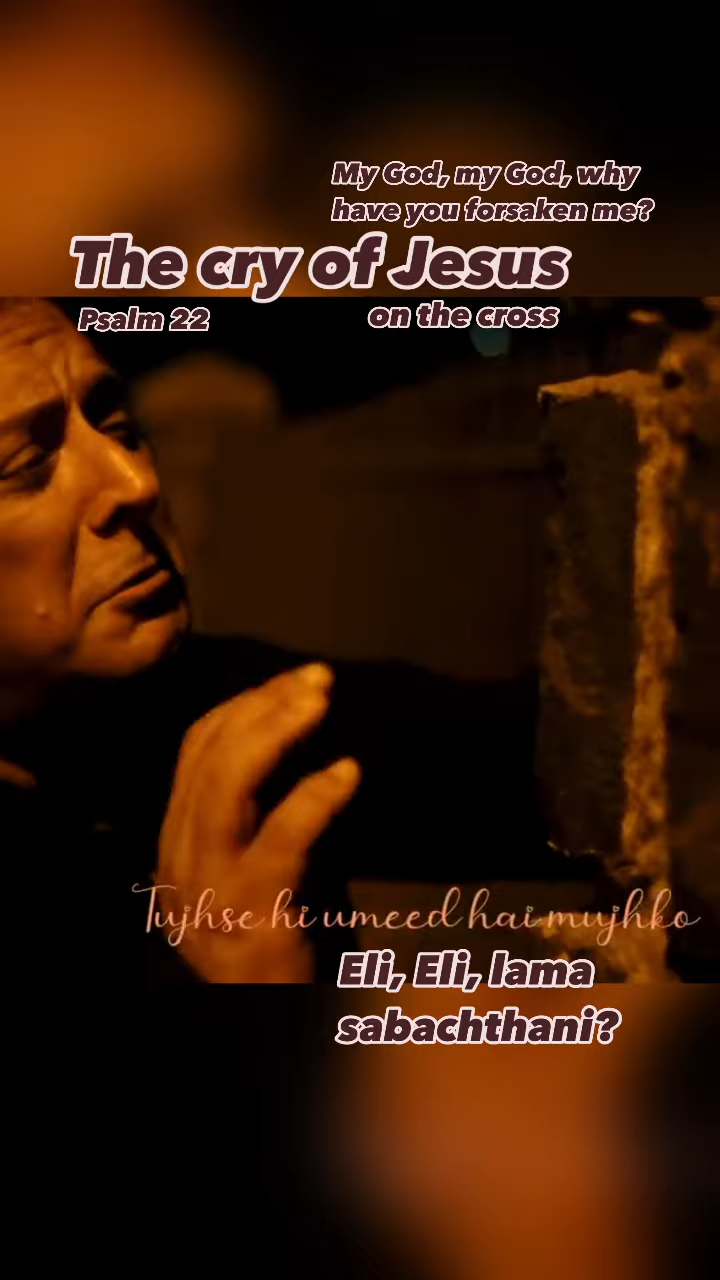 My God, my God, why
have you forsaken me?
The cry of Jesus
Psalm 22
on the cross
Tujhse hi umeed hai mujhko
Eli, Eli, lama
sabachthani?